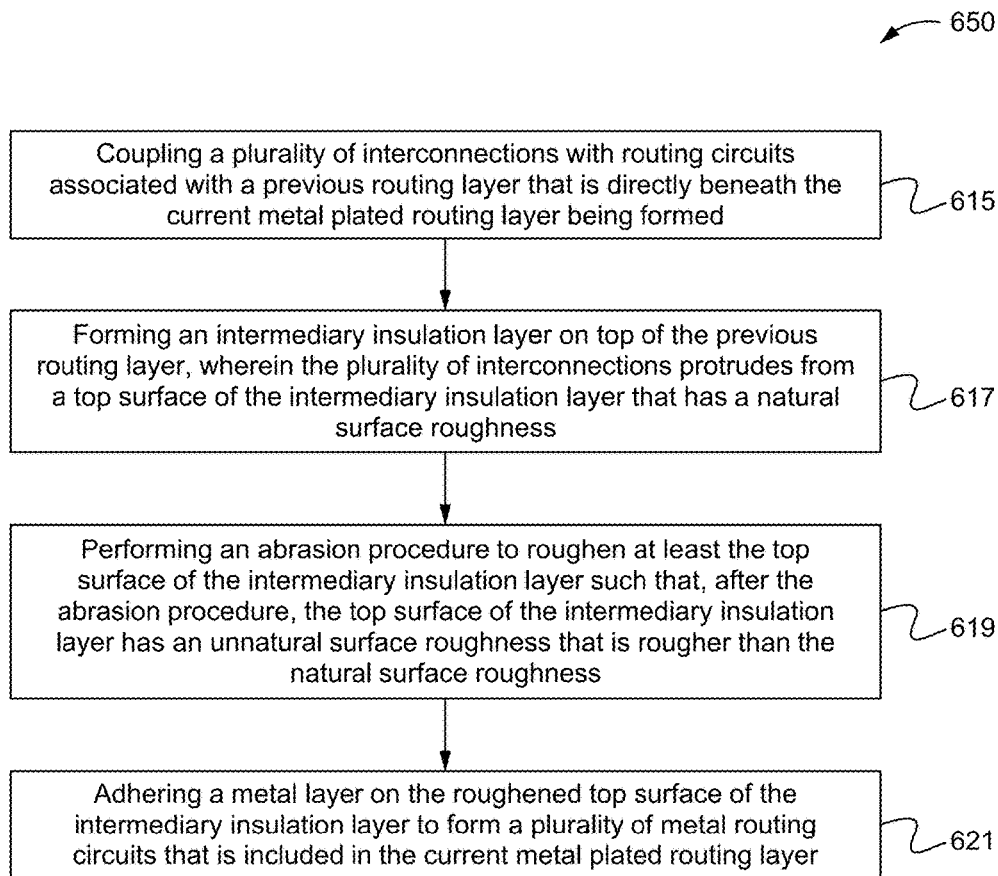 650
Coupling a plurality of interconnections with routing circuits
associated with a previous routing layer that is directly beneath the
current metal plated routing layer being formed
615
Forming an intermediary insulation layer on top of the previous
routing layer, wherein the plurality of interconnections protrudes from
a top surface of the intermediary insulation layer that has a natural
surface roughness
617
Performing an abrasion procedure to roughen at least the top
surface of the intermediary insulation layer such that, after the
abrasion procedure, the top surface of the intermediary insulation
layer has an unnatural surface roughness that is rougher than the
natural surface roughness
619
Adhering a metal layer on the roughened top surface of the
intermediary insulation layer to form a plurality of metal routing
circuits that is included in the current metal plated routing layer
621